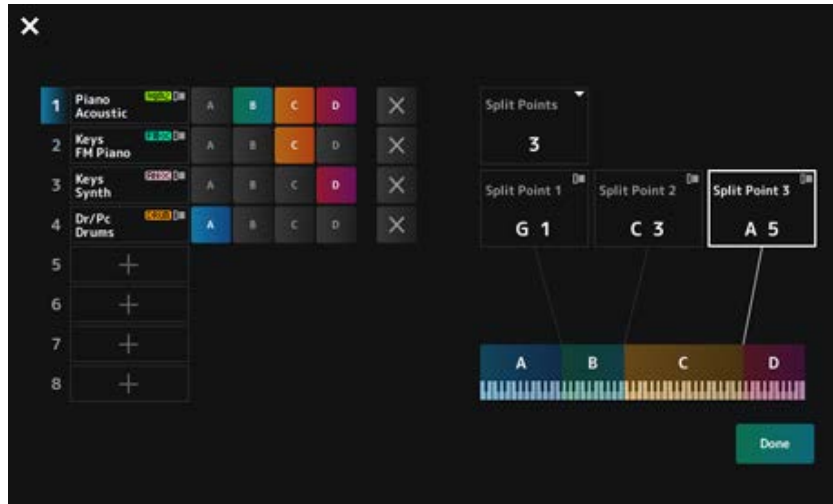 1 Piano Acoustic A B C D
2 Keys FM Piano A B C D
3 Keys Synth A B C D
4 Dr/Pc Drums A B C D
5
6
7
8
Split Points
3
Split Point 1 Split Point 2 Split Point 3
G 1 C 3 A 5
A B C D
Done